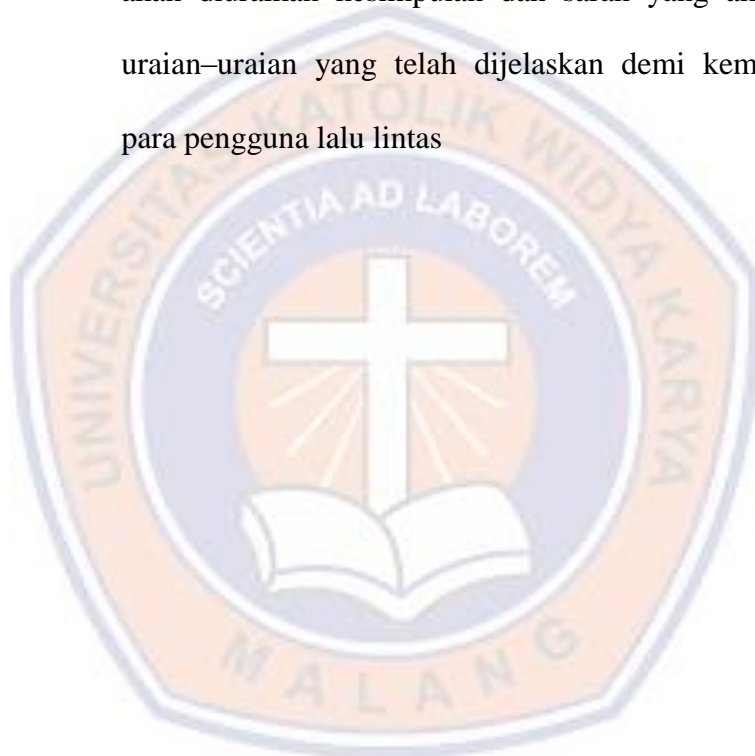 uraian–uraian yang telah dijelaskan demi kem
para pengguna lalu lintas
UNIVERSITAS KATOLIK WIDYA KARYA
SCIENTIA AD LABOREM
MALANG